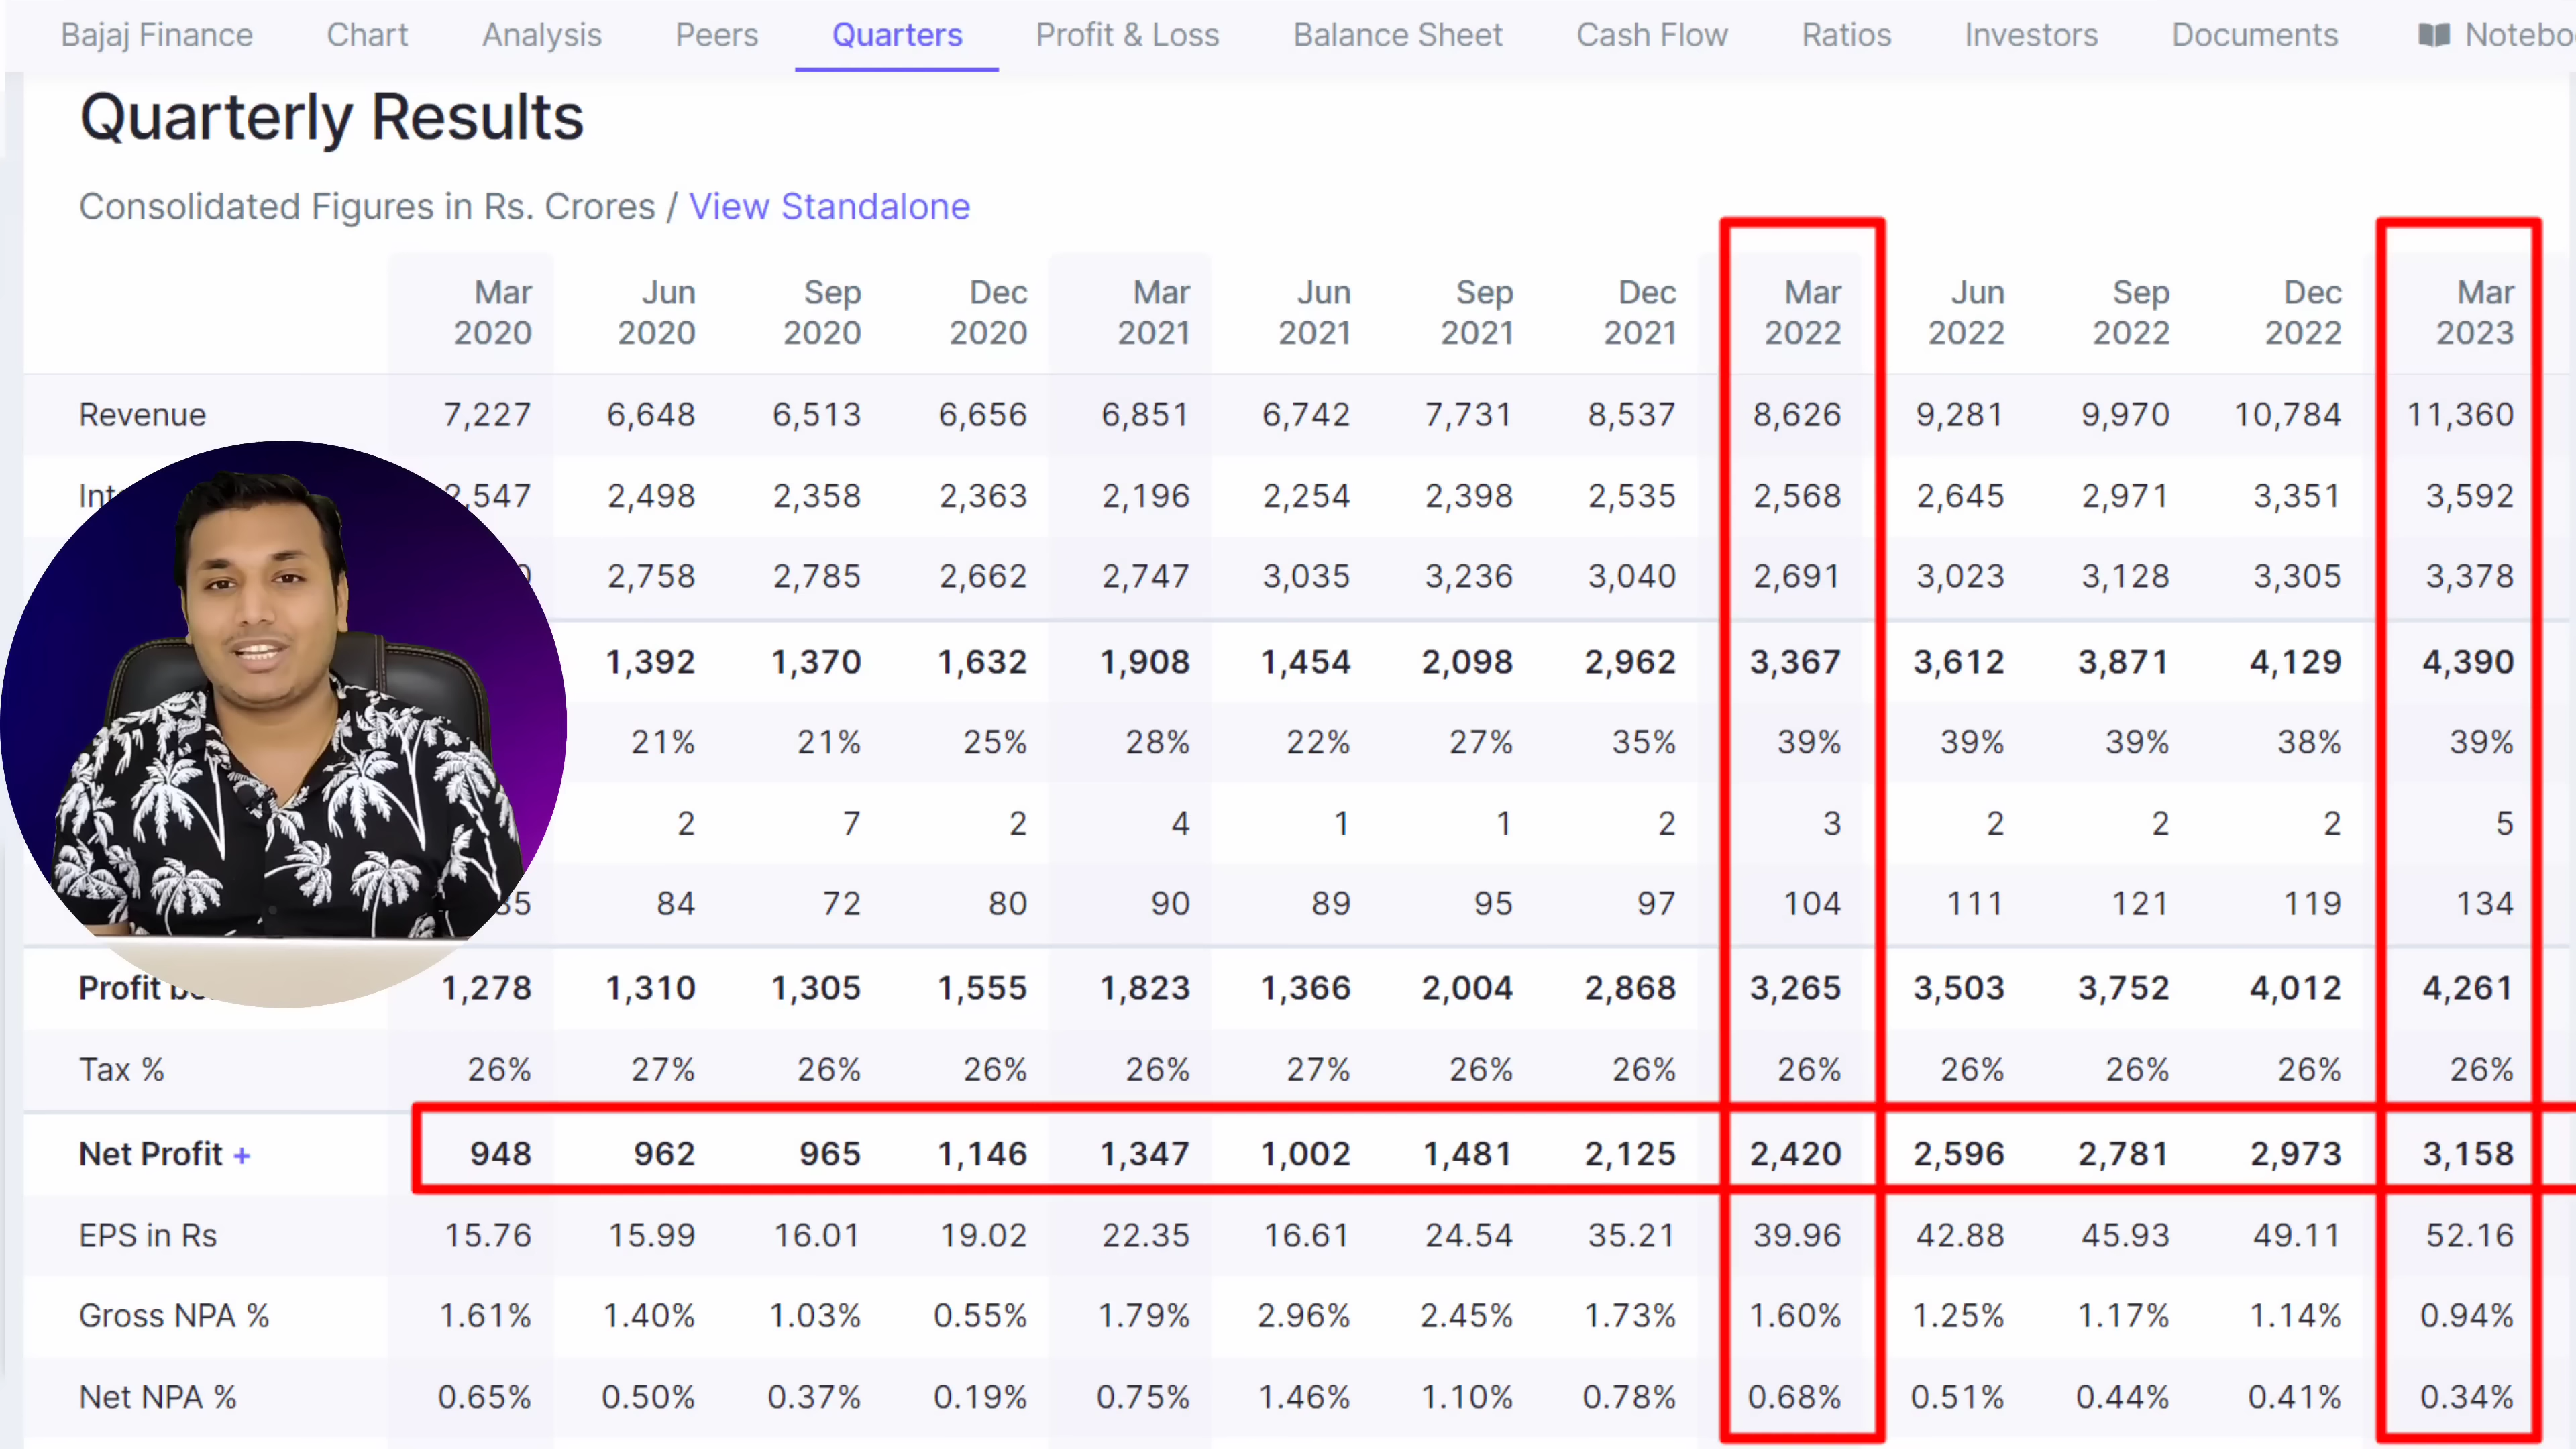 Bajaj Finance Chart Analysis Peers Quarters Profit & Loss Balance Sheet Cash Flow Ratios Investors Documents
Quarterly Results
Consolidated Figures in Rs. Crores / View Standalone
Mar 2020 Jun 2020 Sep 2020 Dec 2020 Mar 2021 Jun 2021 Sep 2021 Dec 2021 Mar 2022 Jun 2022 Sep 2022 Dec 2022 Mar 2023
Revenue 7,227 6,648 6,513 6,656 6,851 6,742 7,731 8,537 8,626 9,281 9,970 10,784 11,360
2,547 2,498 2,358 2,363 2,196 2,254 2,398 2,535 2,568 2,645 2,971 3,351 3,592
2,758 2,785 2,662 2,747 3,035 3,236 3,040 2,691 3,023 3,128 3,305 3,378
1,392 1,370 1,632 1,908 1,454 2,098 2,962 3,367 3,612 3,871 4,129 4,390
21% 21% 25% 28% 22% 27% 35% 39% 39% 39% 38% 39%
2 7 2 4 1 1 2 3 2 2 2 5
84 72 80 90 89 95 97 104 111 121 119 134
Profit 1,278 1,310 1,305 1,555 1,823 1,366 2,004 2,868 3,265 3,503 3,752 4,012 4,261
Tax % 26% 27% 26% 26% 26% 27% 26% 26% 26% 26% 26% 26% 26%
Net Profit + 948 962 965 1,146 1,347 1,002 1,481 2,125 2,420 2,596 2,781 2,973 3,158
EPS in Rs 15.76 15.99 16.01 19.02 22.35 16.61 24.54 35.21 39.96 42.88 45.93 49.11 52.16
Gross NPA % 1.61% 1.40% 1.03% 0.55% 1.79% 2.96% 2.45% 1.73% 1.60% 1.25% 1.17% 1.14% 0.94%
Net NPA % 0.65% 0.50% 0.37% 0.19% 0.75% 1.46% 1.10% 0.78% 0.68% 0.51% 0.44% 0.41% 0.34%